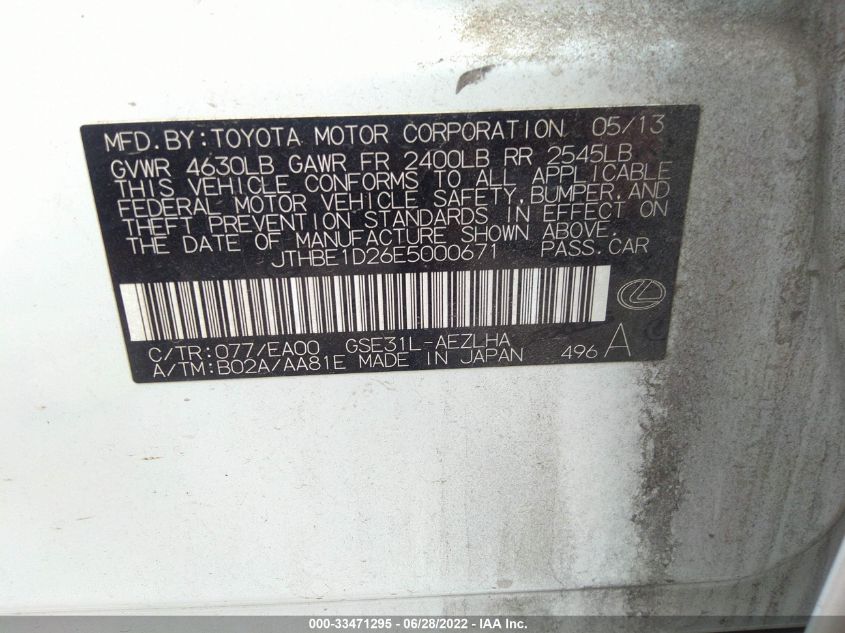 MFD.BY:TOYOTA MOTOR CORPORATION 05/13
GVWR 4630LB GAWR FR 2400LB RR 2545LB
THIS VEHICLE CONFORMS TO ALL APPLICABLE
FEDERAL MOTOR VEHICLE SAFETY,BUMPER,AND
THEFT PREVENTION STANDARDS IN EFFECT ON
THE DATE OF MANUFACTURE SHOWN ABOVE.
JTHBE1D26E5000671 PASS.CAR
C/TR:077/EA00 GSE31L-AEZLHA
A/TM:B02A/AA81E MADE IN JAPAN 496 A
000-33471295 - 06/28/2022 - IAA Inc.